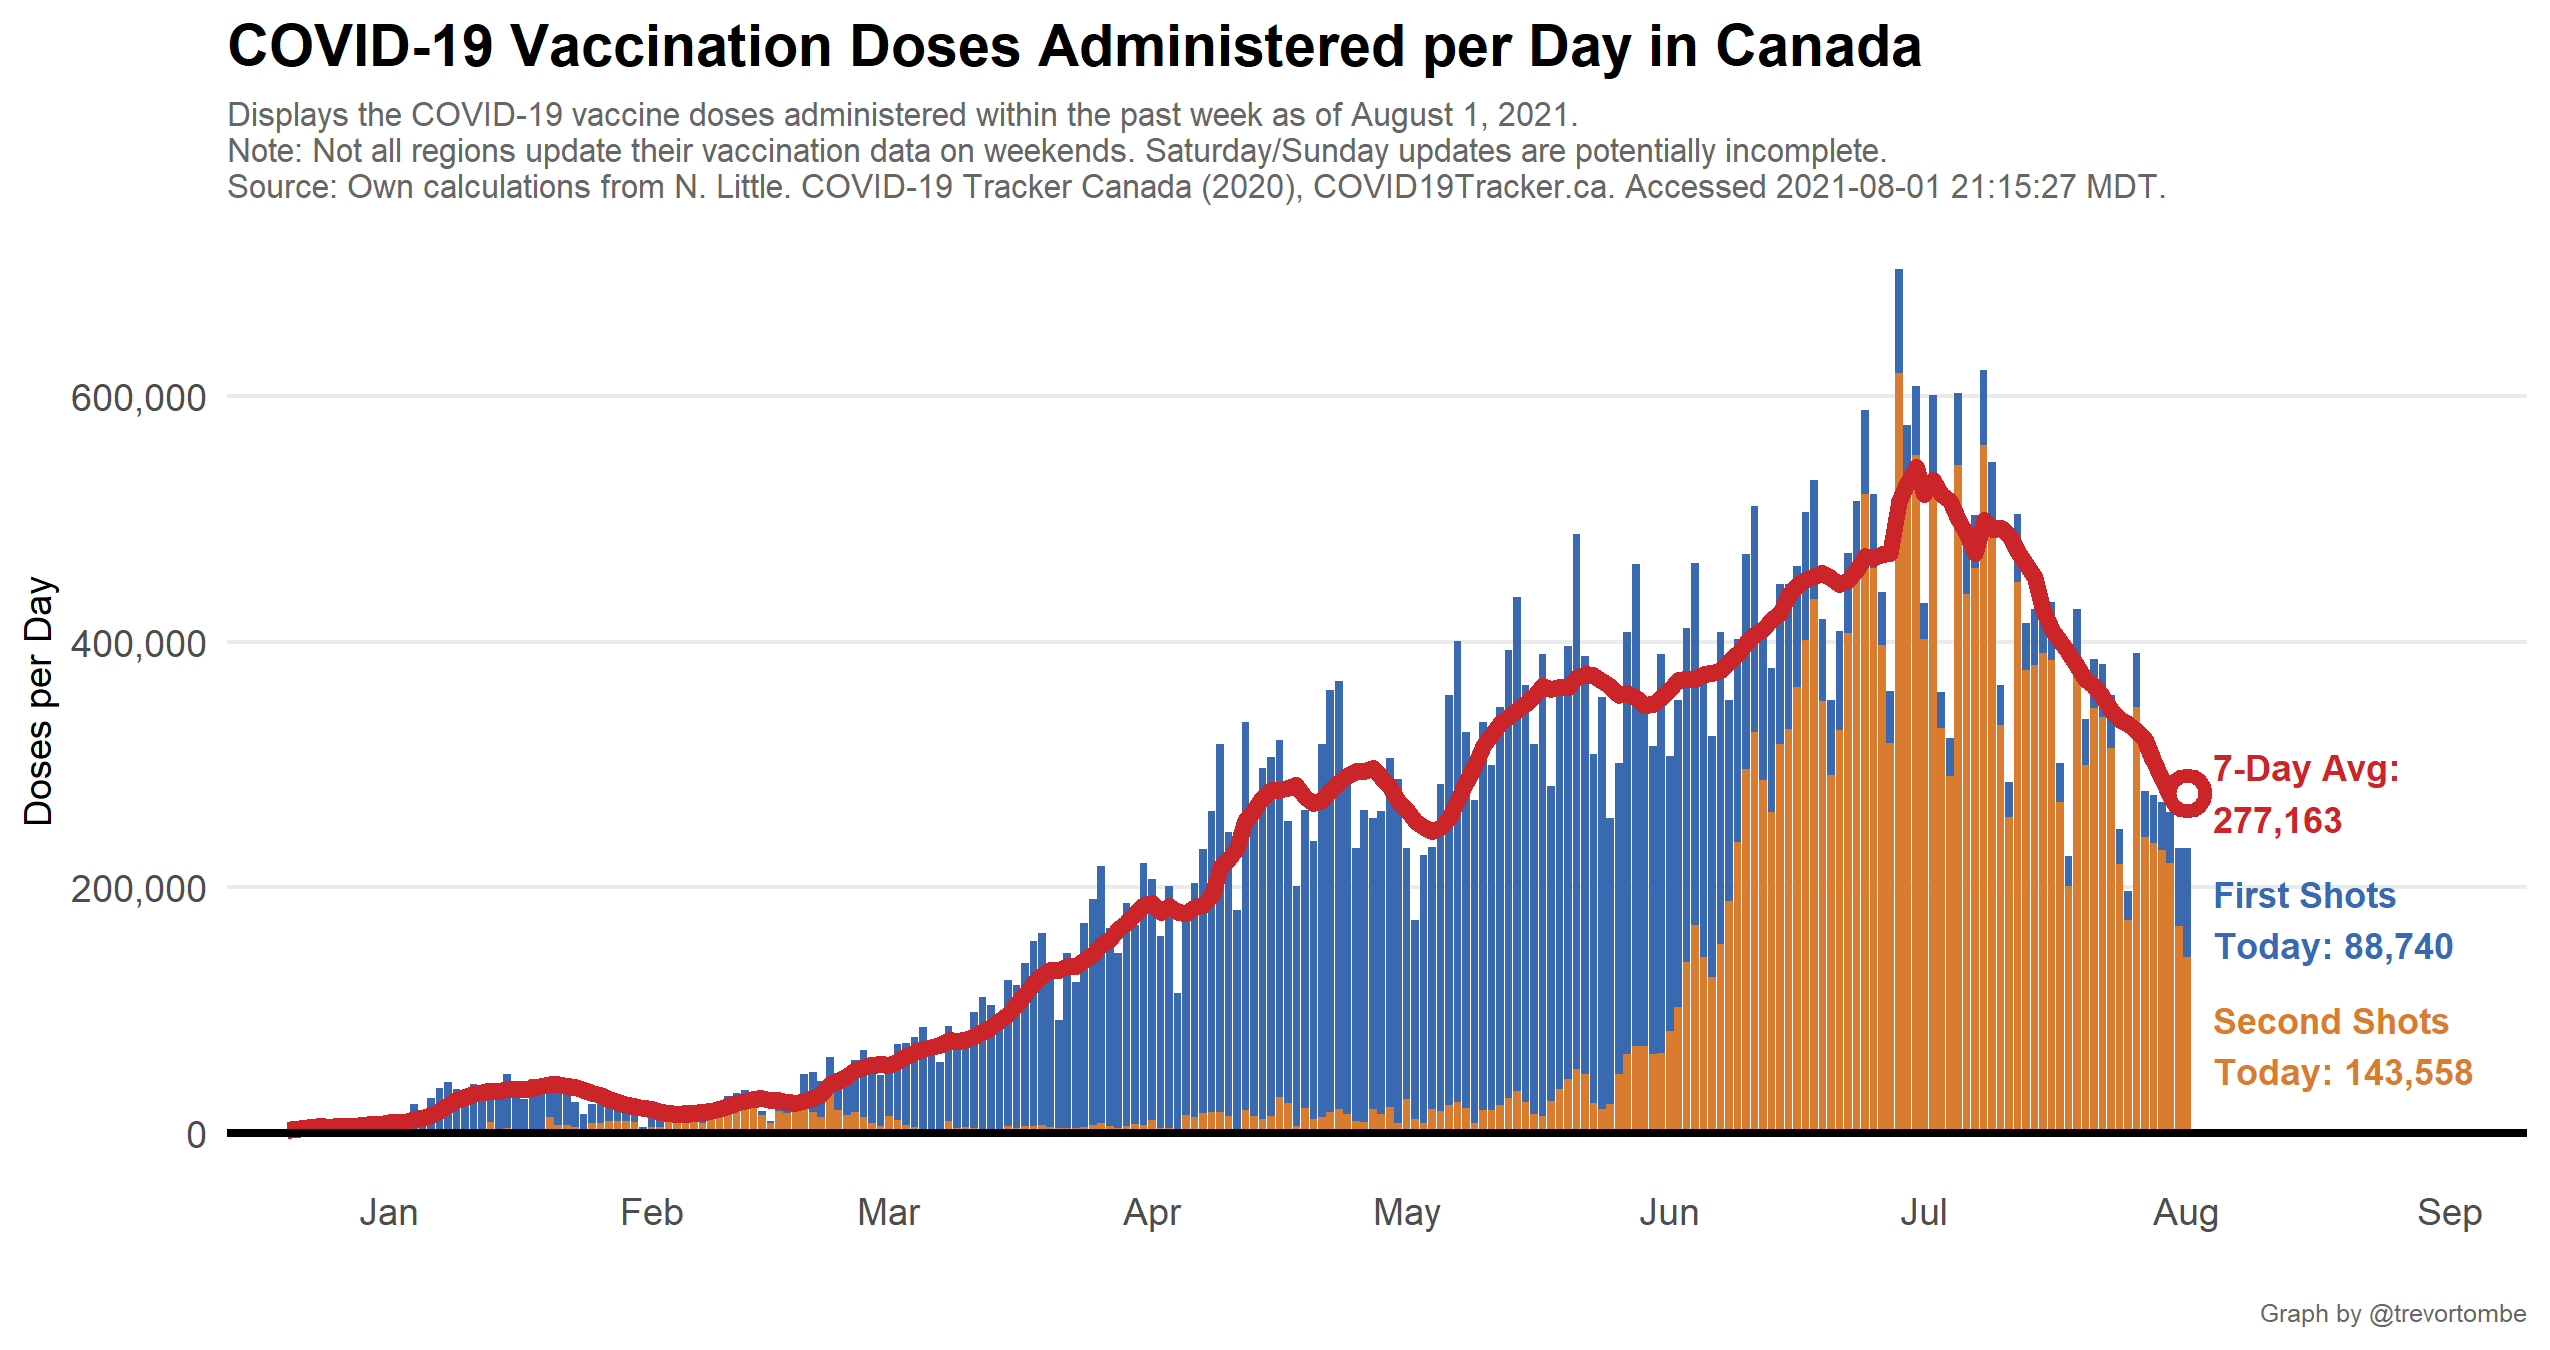 COVID-19 Vaccination Doses Administered per Day in Canada
Displays the COVID-19 vaccine doses administered within the past week as of August 1, 2021.
Note: Not all regions update their vaccination data on weekends. Saturday/Sunday updates are potentially incomplete.
Source: Own calculations from N. Little. COVID-19 Tracker Canada (2020), COVID19Tracker.ca. Accessed 2021-08-01 21:15:27 MDT.
Doses per Day
600,000
400,000
200,000
0
7-Day Avg:
277,163
First Shots
Today: 88,740
Second Shots
Today: 143,558
Jan Feb Mar Apr May Jun Jul Aug Sep
Graph by @trevortombe